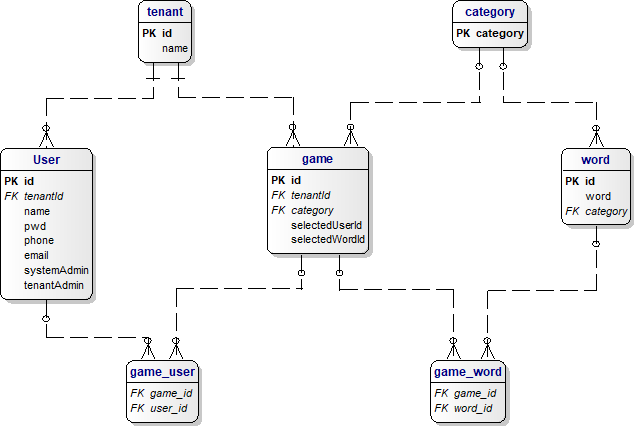 tenant
PK id
name
category
PK category
User
PK id
FK tenantId
name
pwd
phone
email
systemAdmin
tenantAdmin
game
PK id
FK tenantId
FK category
selectedUserId
selectedWordId
word
PK id
word
FK category
game_user
FK game_id
FK user_id
game_word
FK game_id
FK word_id